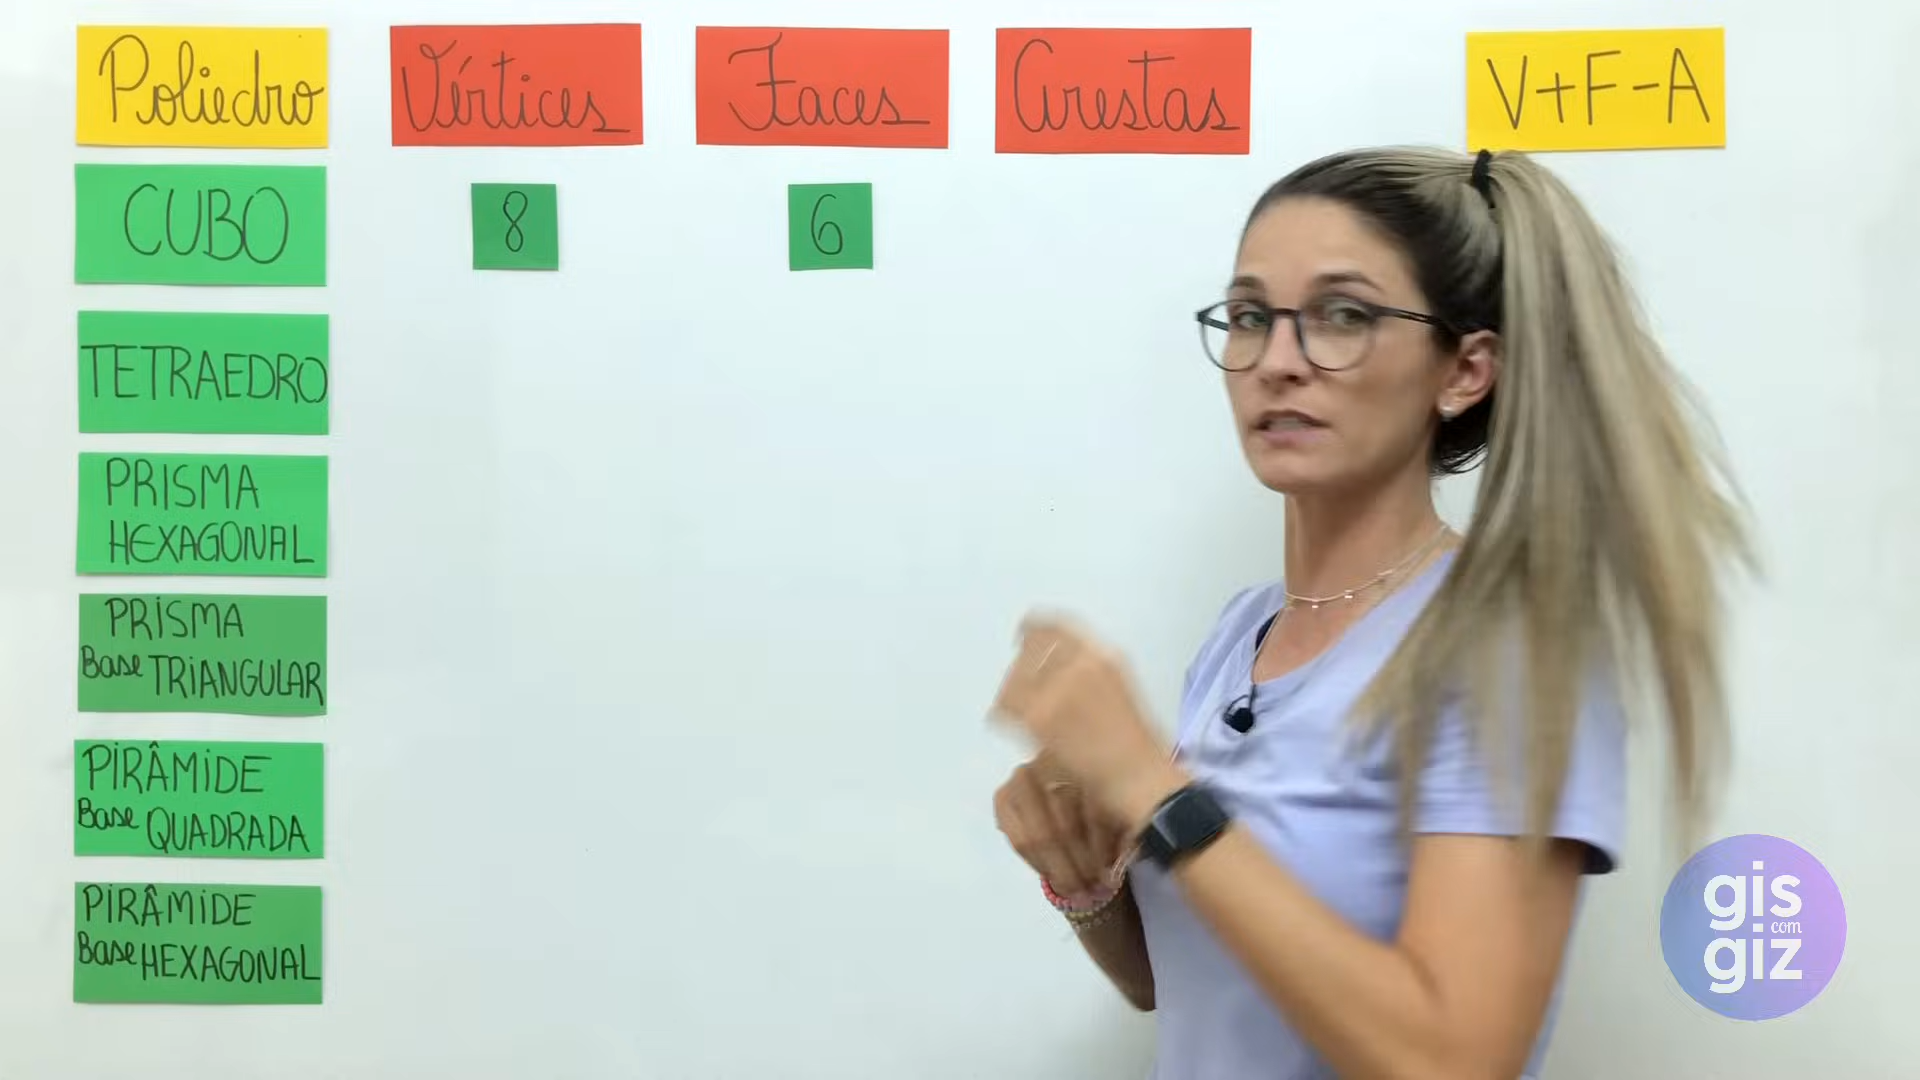 Poliedro Vértices Faces Arestas V+F-A
CUBO 8 6
TETRAEDRO
PRISMA
HEXAGONAL
PRISMA
Base TRIANGULAR
PIRÂMIDE
Base QUADRADA
PIRÂMIDE
Base HEXAGONAL
gis
com
giz